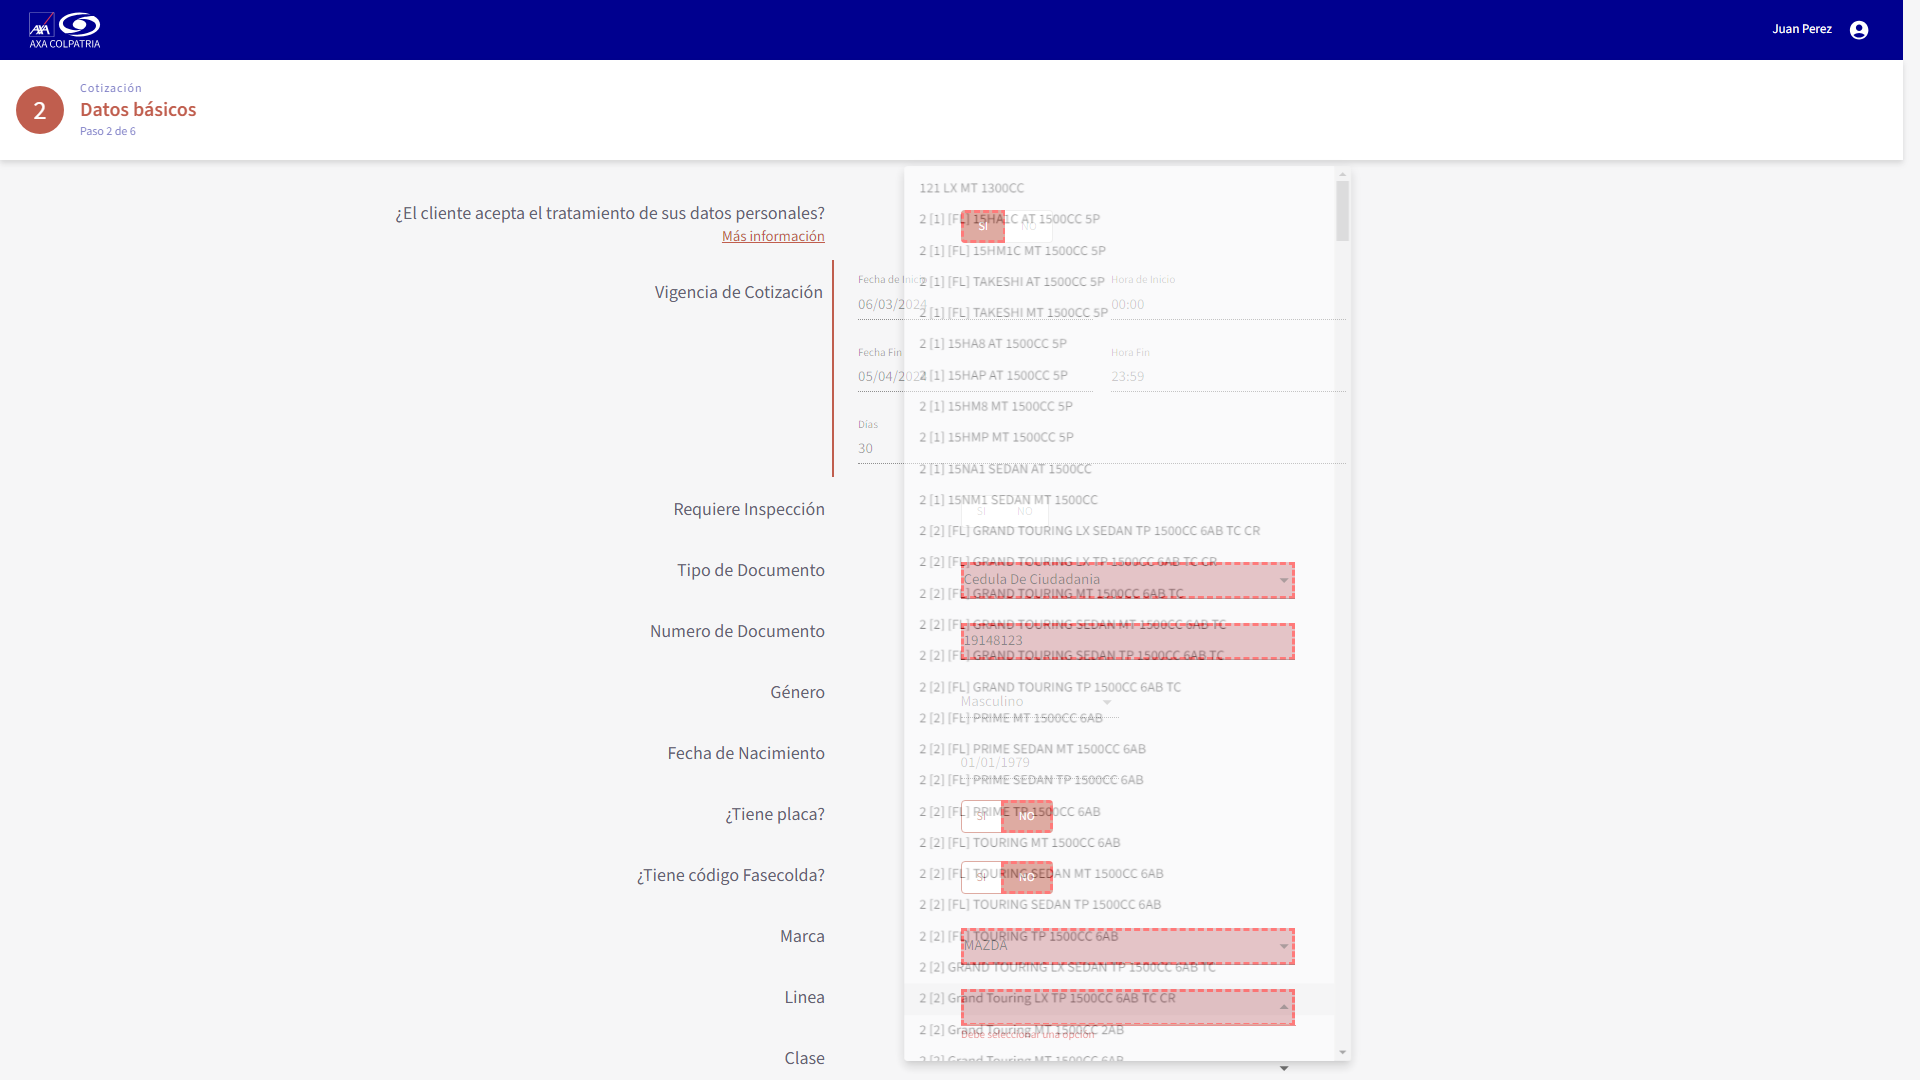 AXA
AXA COLPATRIA
Juan Perez
2
Cotización
Datos básicos
Paso 2 de 6
¿El cliente acepta el tratamiento de sus datos personales?
Más información
SI
NO
Vigencia de Cotización
Fecha de Inicio
06/03/2024
Hora de Inicio
00:00
Fecha Fin
05/04/2024
Hora Fin
23:59
Días
30
Requiere Inspección
SI
NO
Tipo de Documento
Cedula De Ciudadania
Numero de Documento
19148123
Género
Masculino
Fecha de Nacimiento
01/01/1979
¿Tiene placa?
SI
NO
¿Tiene código Fasecolda?
SI
NO
Marca
MAZDA
Linea
Debe seleccionar una opción
Clase
121 LX MT 1300CC
2 [1] [FL] 15HA1C AT 1500CC 5P
2 [1] [FL] 15HM1C MT 1500CC 5P
2 [1] [FL] TAKESHI AT 1500CC 5P
2 [1] [FL] TAKESHI MT 1500CC 5P
2 [1] 15HA8 AT 1500CC 5P
2 [1] 15HAP AT 1500CC 5P
2 [1] 15HM8 MT 1500CC 5P
2 [1] 15HMP MT 1500CC 5P
2 [1] 15NA1 SEDAN AT 1500CC
2 [1] 15NM1 SEDAN MT 1500CC
2 [2] [FL] GRAND TOURING LX SEDAN TP 1500CC 6AB TC CR
2 [2] [FL] GRAND TOURING LX TP 1500CC 6AB TC CR
2 [2] [FL] GRAND TOURING MT 1500CC 6AB TC
2 [2] [FL] GRAND TOURING SEDAN MT 1500CC 6AB TC
2 [2] [FL] GRAND TOURING SEDAN TP 1500CC 6AB TC
2 [2] [FL] GRAND TOURING TP 1500CC 6AB TC
2 [2] [FL] PRIME MT 1500CC 6AB
2 [2] [FL] PRIME SEDAN MT 1500CC 6AB
2 [2] [FL] PRIME SEDAN TP 1500CC 6AB
2 [2] [FL] PRIME TP 1500CC 6AB
2 [2] [FL] TOURING MT 1500CC 6AB
2 [2] [FL] TOURING SEDAN MT 1500CC 6AB
2 [2] [FL] TOURING SEDAN TP 1500CC 6AB
2 [2] [FL] TOURING TP 1500CC 6AB
2 [2] GRAND TOURING LX SEDAN TP 1500CC 6AB TC
2 [2] Grand Touring LX TP 1500CC 6AB TC CR
2 [2] Grand Touring MT 1500CC 2AB
2 [2] Grand Touring MT 1500CC 6AB